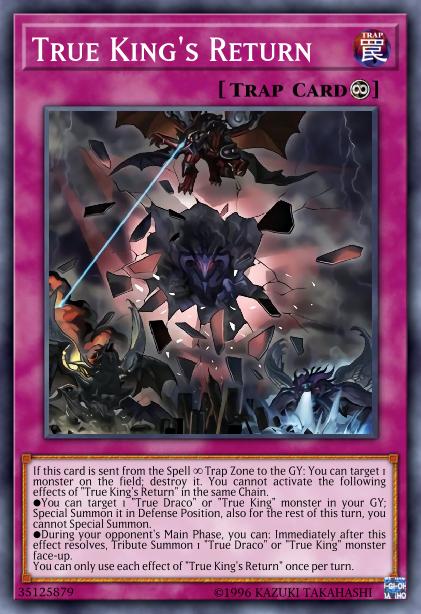 True King's Return
TRAP
罠
[Trap Card]
If this card is sent from the Spell ∞ Trap Zone to the GY: You can target 1
monster on the field; destroy it. You cannot activate the following
effects of "True King's Return" in the same Chain.
●You can target 1 "True Draco" or "True King" monster in your GY;
Special Summon it in Defense Position, also for the rest of this turn, you
cannot Special Summon.
●During your opponent's Main Phase, you can: Immediately after this
effect resolves, Tribute Summon 1 "True Draco" or "True King" monster
face-up.
You can only use each effect of "True King's Return" once per turn.
35125879
©1996 KAZUKI TAKAHASHI